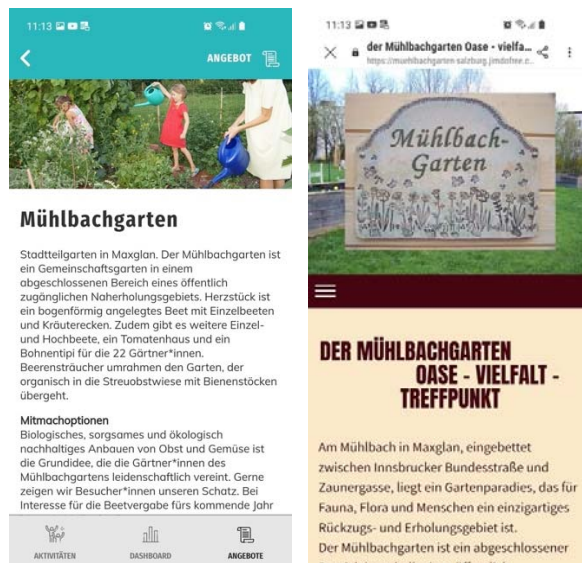 11:13
ANGEBOT
Mühlbachgarten
Stadtteilgarten in Maxglan. Der Mühlbachgarten ist
ein Gemeinschaftsgarten in einem
abgeschlossenen Bereich eines öffentlich
zugänglichen Naherholungsgebiets. Herzstück ist
ein bogenförmig angelegtes Beet mit Einzelbeeten
und Kräuterecken. Zudem gibt es weitere Einzel-
und Hochbeete, ein Tomatenhaus und ein
Bohnentipi für die 22 Gärtner*innen.
Beerensträucher umrahmen den Garten, der
organisch in die Streuobstwiese mit Bienenstöcken
übergeht.
Mitmachoptionen
Biologisches, sorgsames und ökologisch
nachhaltiges Anbauen von Obst und Gemüse ist
die Grundidee, die die Gärtner*innen des
Mühlbachgartens leidenschaftlich vereint. Gerne
zeigen wir Besucher*innen unseren Schatz. Bei
Interesse für die Beetvergabe fürs kommende Jahr
AKTIVITÄTEN DASHBOARD ANGEBOTE
11:13
der Mühlbachgarten Oase - vielfa...
https://muehlbachgarten-salzburg.jimdofree.c...
Mühlbach-
Garten
DER MÜHLBACHGARTEN
OASE - VIELFALT -
TREFFPUNKT
Am Mühlbach in Maxglan, eingebettet
zwischen Innsbrucker Bundesstraße und
Zaunergasse, liegt ein Gartenparadies, das für
Fauna, Flora und Menschen ein einzigartiges
Rückzugs- und Erholungsgebiet ist.
Der Mühlbachgarten ist ein abgeschlossener